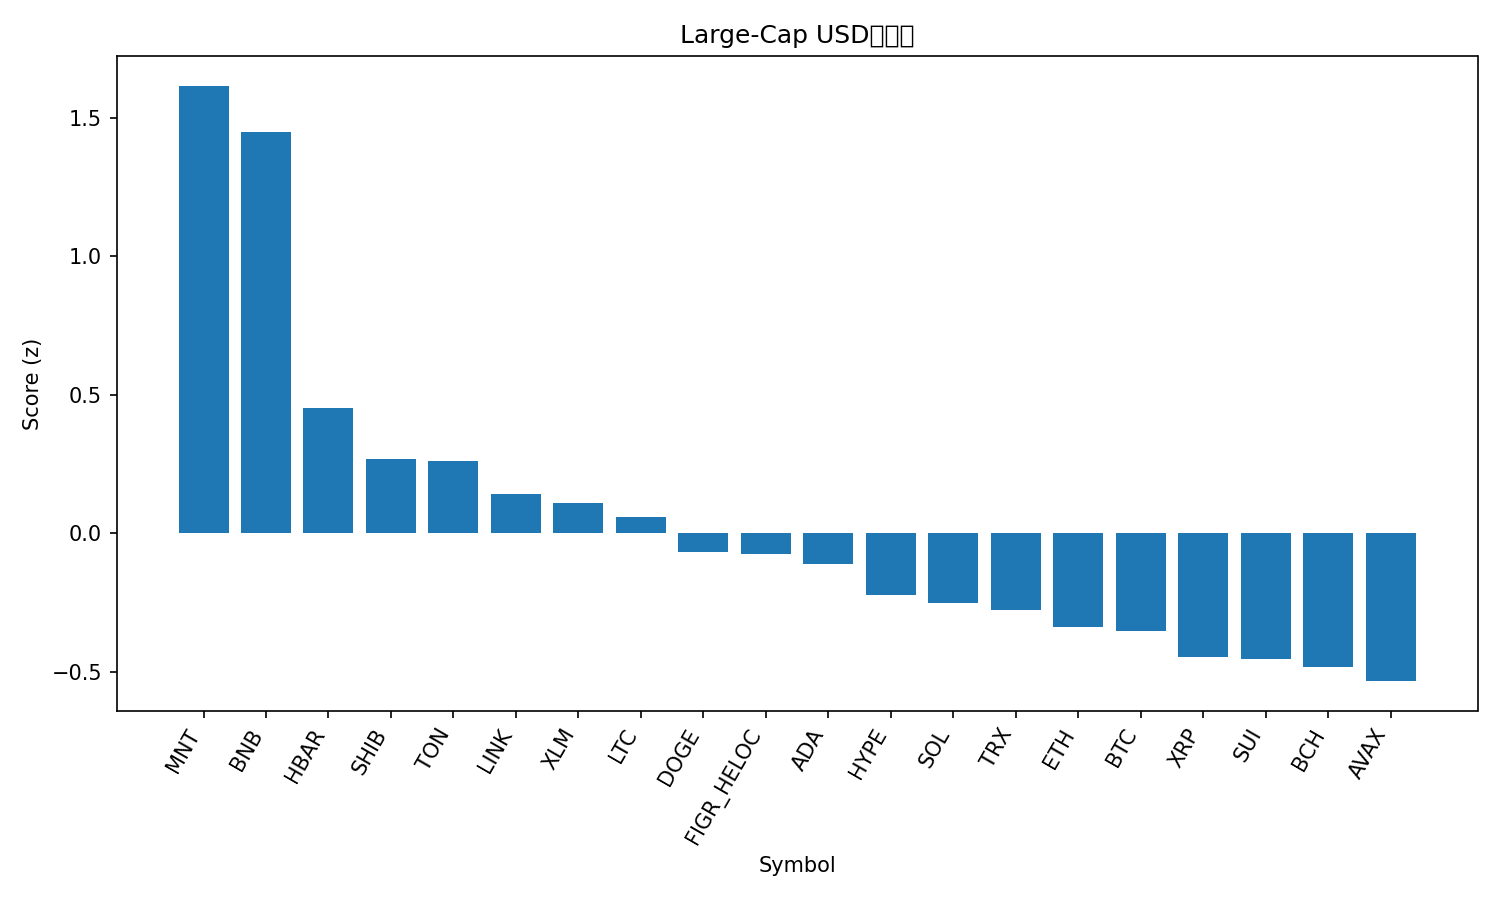 Large-Cap USD
Score (z)
1.5
1.0
0.5
0.0
−0.5
MNT
BNB
HBAR
SHIB
TON
LINK
XLM
LTC
DOGE
FIGR_HELOC
ADA
HYPE
SOL
TRX
ETH
BTC
XRP
SUI
BCH
AVAX
Symbol